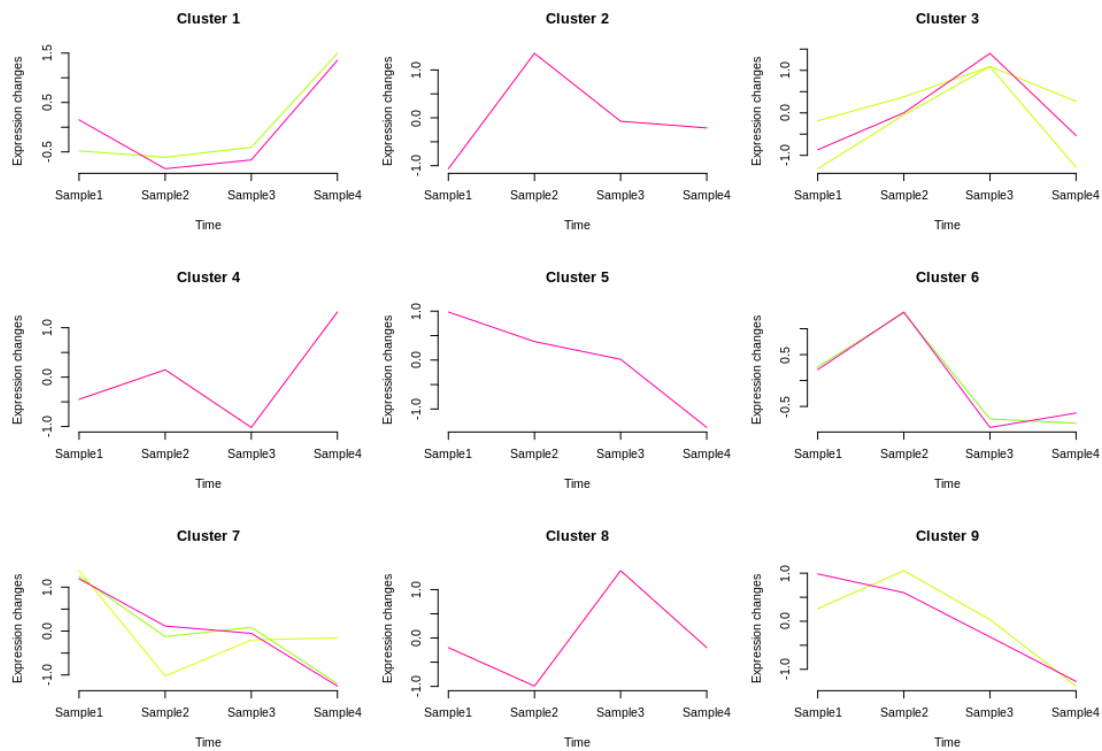 Cluster 1
Expression changes
1.5
0.5
-0.5
Sample1 Sample2 Sample3 Sample4
Time
Cluster 2
Expression changes
1.0
0.0
-1.0
Sample1 Sample2 Sample3 Sample4
Time
Cluster 3
Expression changes
1.0
0.0
-1.0
Sample1 Sample2 Sample3 Sample4
Time
Cluster 4
Expression changes
1.0
0.0
-1.0
Sample1 Sample2 Sample3 Sample4
Time
Cluster 5
Expression changes
1.0
0.0
-1.0
Sample1 Sample2 Sample3 Sample4
Time
Cluster 6
Expression changes
0.5
-0.5
Sample1 Sample2 Sample3 Sample4
Time
Cluster 7
Expression changes
1.0
0.0
-1.0
Sample1 Sample2 Sample3 Sample4
Time
Cluster 8
Expression changes
1.0
0.0
-1.0
Sample1 Sample2 Sample3 Sample4
Time
Cluster 9
Expression changes
1.0
0.0
-1.0
Sample1 Sample2 Sample3 Sample4
Time